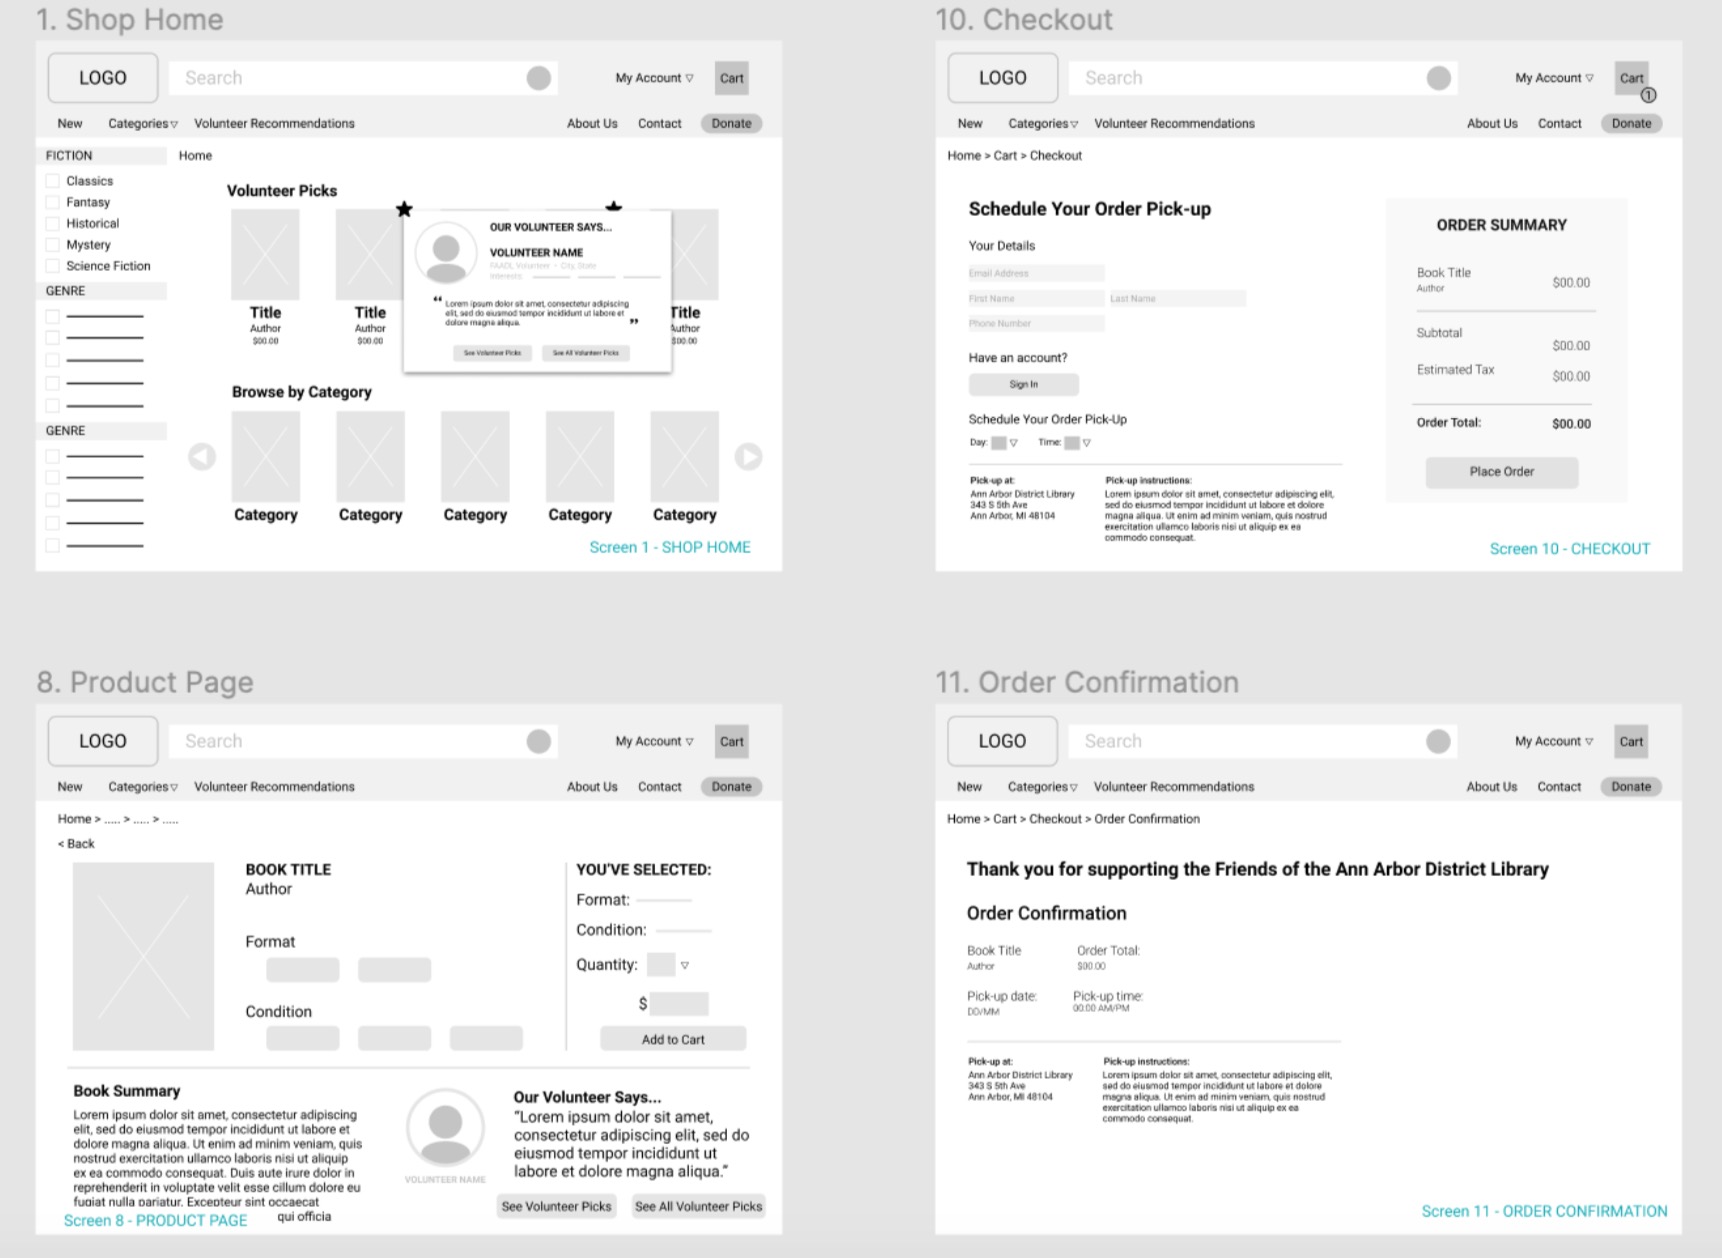 1. Shop Home
LOGO
Search
My Account
Cart
New
Categories
Volunteer Recommendations
About Us
Contact
Donate
FICTION
Classics
Fantasy
Historical
Mystery
Science Fiction
GENRE
GENRE
Home
Volunteer Picks
Title
Author
$00.00
Title
Author
$00.00
OUR VOLUNTEER SAYS...
VOLUNTEER NAME
FAADL Volunteer • City, State
Interests:
“ Lorem ipsum dolor sit amet, consectetur adipiscing
elit, sed do eiusmod tempor incididunt ut labore et
dolore magna aliqua. ”
See Volunteer Picks
See All Volunteer Picks
Title
Author
$00.00
Browse by Category
Category
Category
Category
Category
Category
Screen 1 - SHOP HOME
10. Checkout
LOGO
Search
My Account
Cart
1
New
Categories
Volunteer Recommendations
About Us
Contact
Donate
Home > Cart > Checkout
Schedule Your Order Pick-up
Your Details
Email Address
First Name
Last Name
Phone Number
Have an account?
Sign In
Schedule Your Order Pick-Up
Day:
Time:
Pick-up at:
Ann Arbor District Library
343 S 5th Ave
Ann Arbor, MI 48104
Pick-up instructions:
Lorem ipsum dolor sit amet, consectetur adipiscing elit,
sed do eiusmod tempor incididunt ut labore et dolore
magna aliqua. Ut enim ad minim veniam, quis nostrud
exercitation ullamco laboris nisi ut aliquip ex ea
commodo consequat.
ORDER SUMMARY
Book Title
Author
$00.00
Subtotal
$00.00
Estimated Tax
$00.00
Order Total:
$00.00
Place Order
Screen 10 - CHECKOUT
8. Product Page
LOGO
Search
My Account
Cart
New
Categories
Volunteer Recommendations
About Us
Contact
Donate
Home > ..... > ..... > .....
< Back
BOOK TITLE
Author
Format
Condition
YOU'VE SELECTED:
Format:
Condition:
Quantity:
$
Add to Cart
Book Summary
Lorem ipsum dolor sit amet, consectetur adipiscing
elit, sed do eiusmod tempor incididunt ut labore et
dolore magna aliqua. Ut enim ad minim veniam, quis
nostrud exercitation ullamco laboris nisi ut aliquip
ex ea commodo consequat. Duis aute irure dolor in
reprehenderit in voluptate velit esse cillum dolore eu
fugiat nulla pariatur. Excepteur sint occaecat
qui officia
Screen 8 - PRODUCT PAGE
VOLUNTEER NAME
Our Volunteer Says...
"Lorem ipsum dolor sit amet,
consectetur adipiscing elit, sed do
eiusmod tempor incididunt ut
labore et dolore magna aliqua."
See Volunteer Picks
See All Volunteer Picks
11. Order Confirmation
LOGO
Search
My Account
Cart
New
Categories
Volunteer Recommendations
About Us
Contact
Donate
Home > Cart > Checkout > Order Confirmation
Thank you for supporting the Friends of the Ann Arbor District Library
Order Confirmation
Book Title
Author
Order Total:
$00.00
Pick-up date:
DD/MM
Pick-up time:
00:00 AM/PM
Pick-up at:
Ann Arbor District Library
343 S 5th Ave
Ann Arbor, MI 48104
Pick-up instructions:
Lorem ipsum dolor sit amet, consectetur adipiscing elit,
sed do eiusmod tempor incididunt ut labore et dolore
magna aliqua. Ut enim ad minim veniam, quis nostrud
exercitation ullamco laboris nisi ut aliquip ex ea
commodo consequat.
Screen 11 - ORDER CONFIRMATION